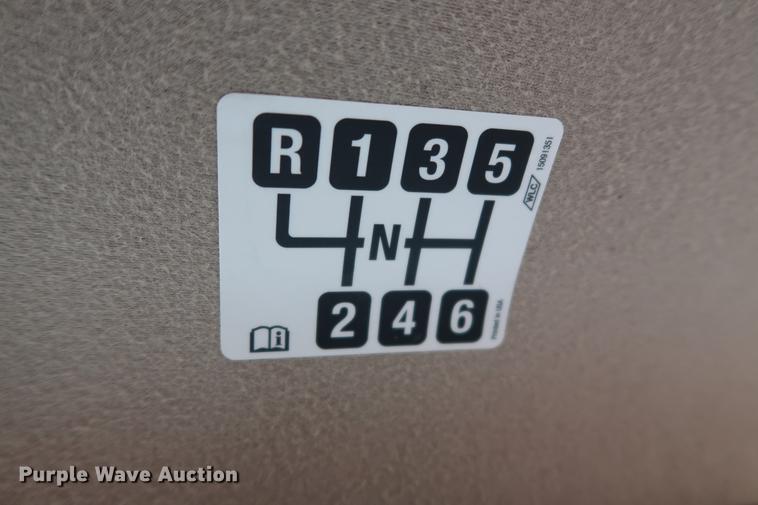 R 1 3 5
15091351
WLC
N
2 4 6
i
Printed in USA
Purple Wave Auction